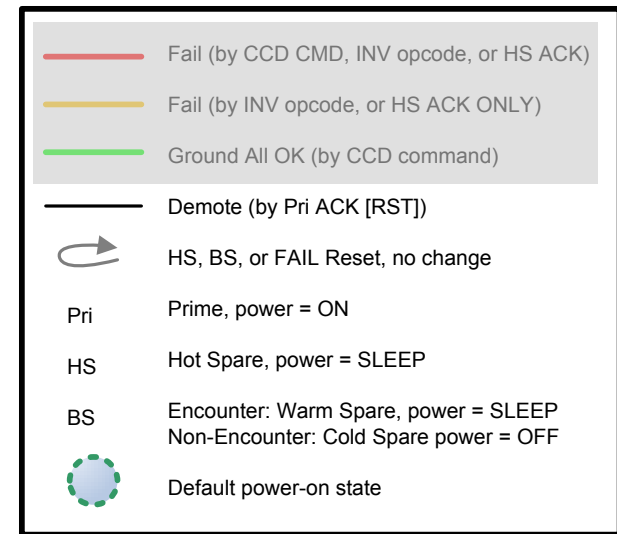 Fail (by CCD CMD, INV opcode, or HS ACK)
Fail (by INV opcode, or HS ACK ONLY)
Ground All OK (by CCD command)
Demote (by Pri ACK [RST])
HS, BS, or FAIL Reset, no change
Pri Prime, power = ON
HS Hot Spare, power = SLEEP
BS Encounter: Warm Spare, power = SLEEP
Non-Encounter: Cold Spare power = OFF
Default power-on state